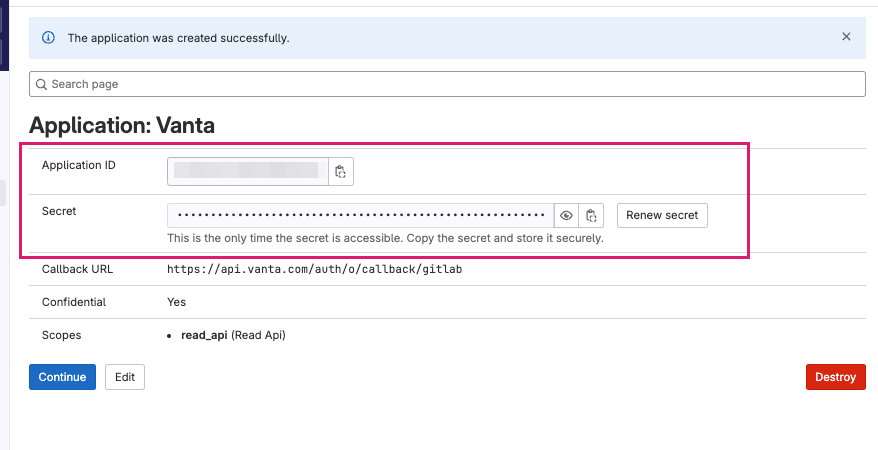 The application was created successfully.
Search page
Application: Vanta
Application ID
Secret
Renew secret
This is the only time the secret is accessible. Copy the secret and store it securely.
Callback URL https://api.vanta.com/auth/o/callback/gitlab
Confidential Yes
Scopes • read_api (Read Api)
Continue Edit Destroy